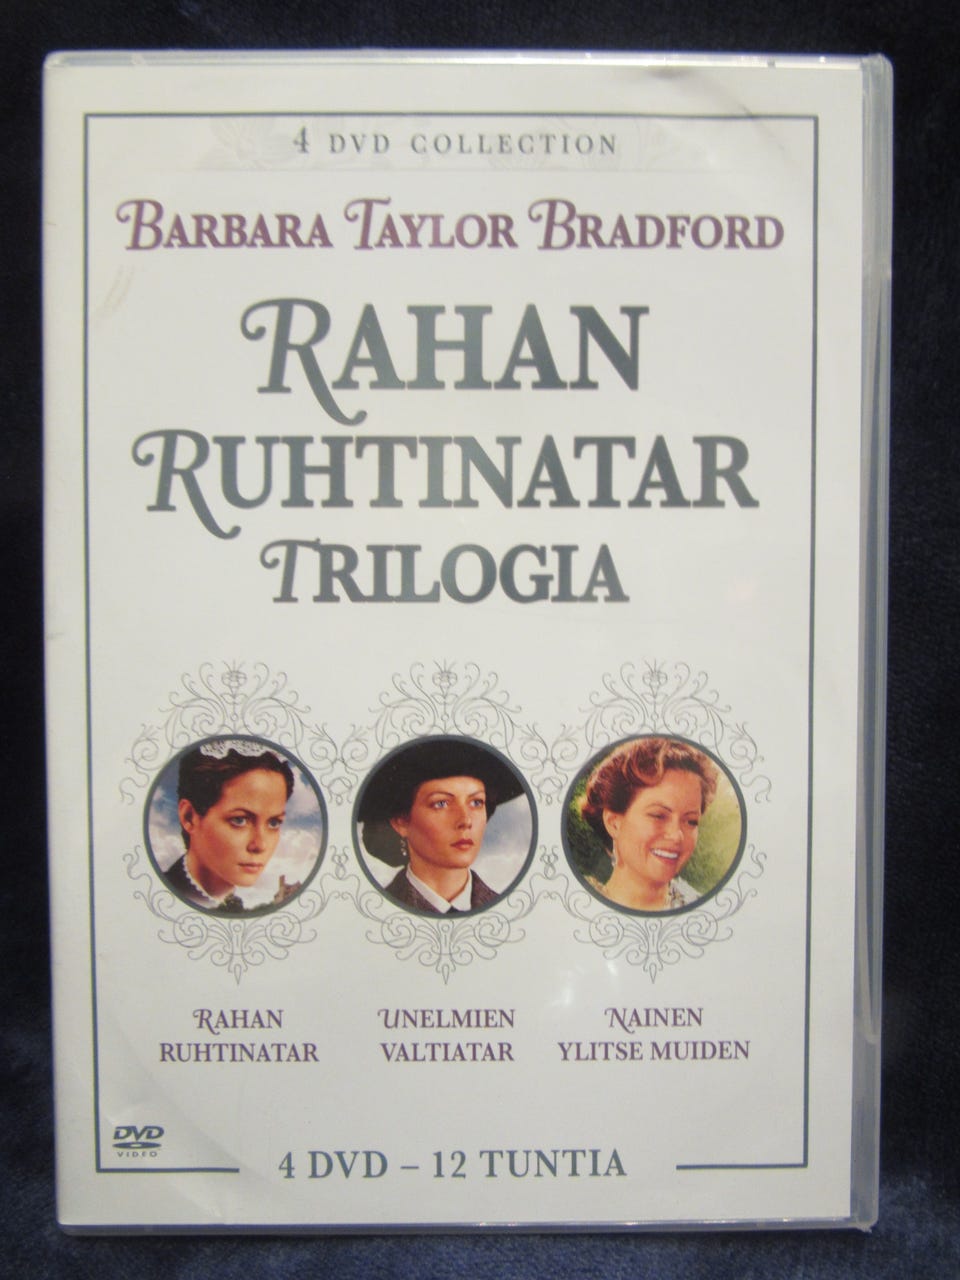 4 DVD COLLECTION
BARBARA TAYLOR BRADFORD
RAHAN
RUHTINATAR
TRILOGIA
RAHAN
RUHTINATAR
UNELMIEN
VALTIATAR
NAINEN
YLITSE MUIDEN
DVD
VIDEO
4 DVD – 12 TUNTIA